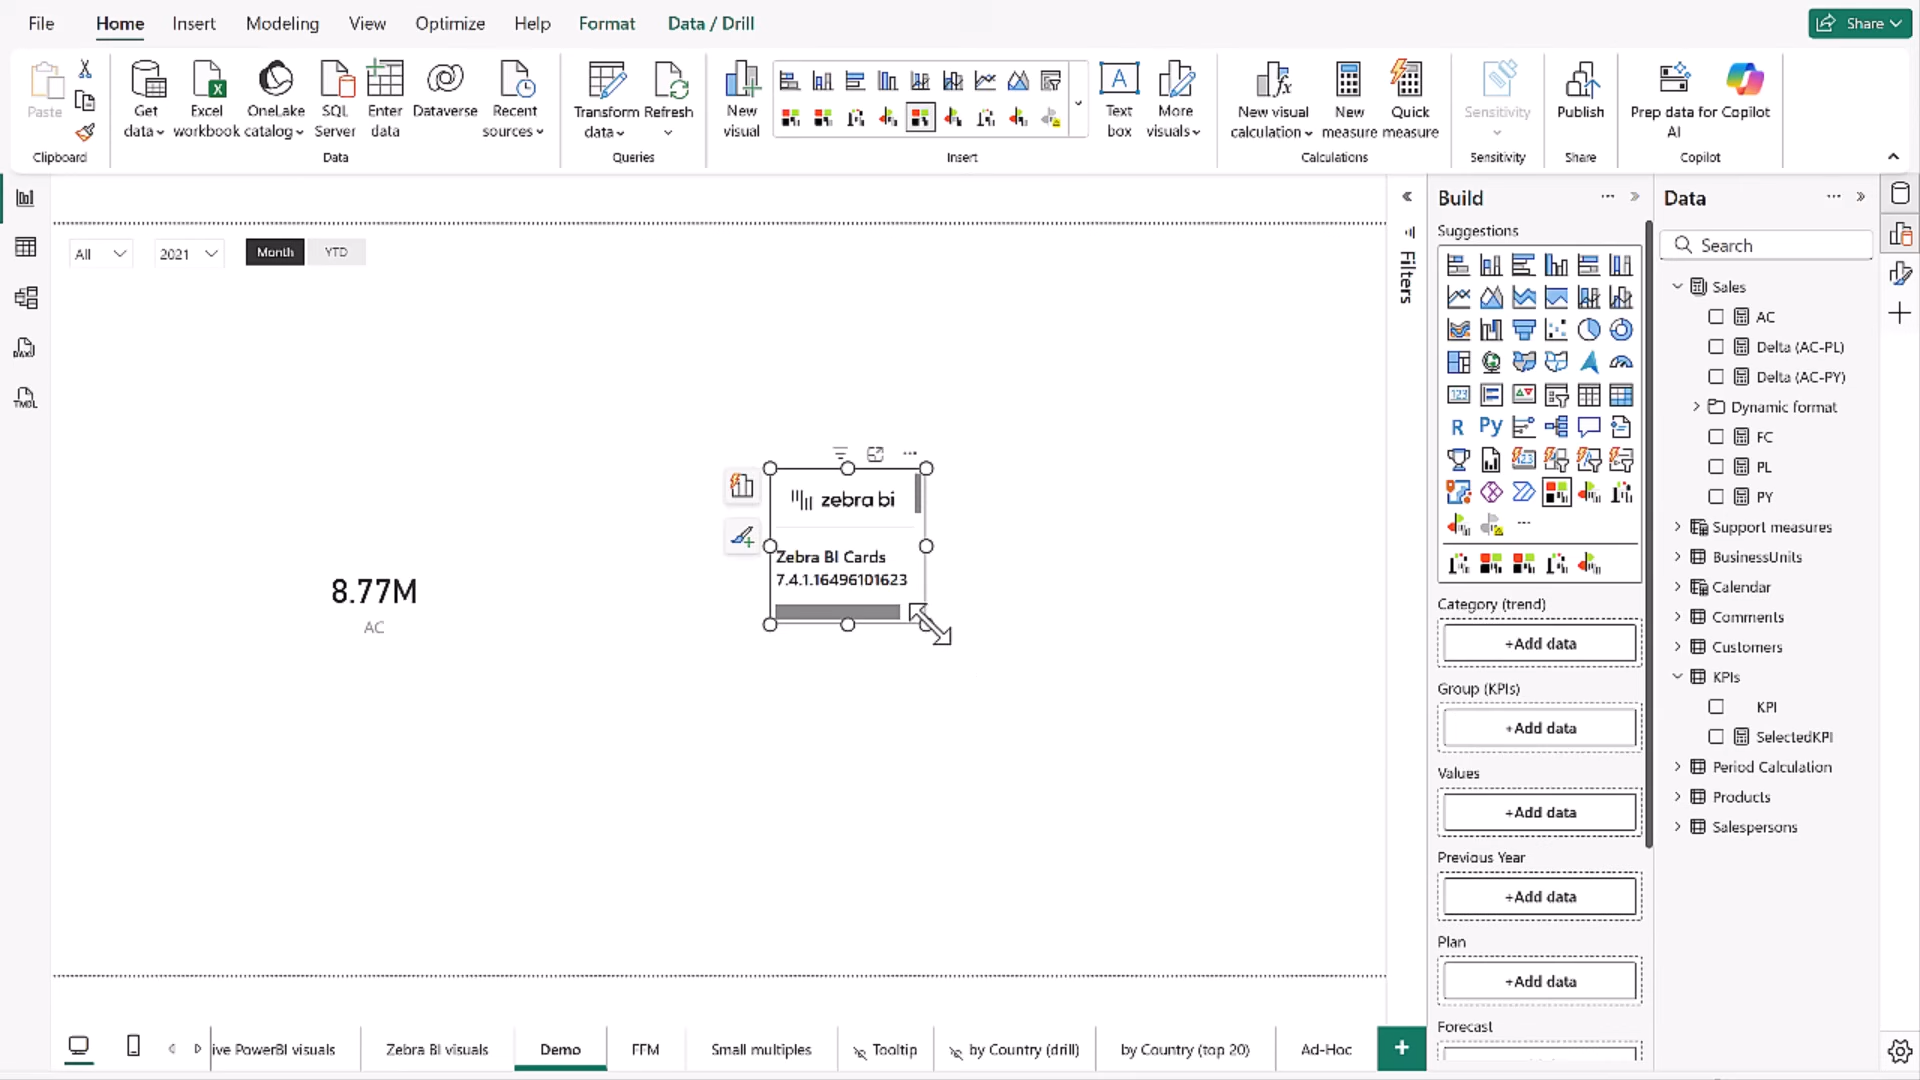 File
Home
Insert
Modeling
View
Optimize
Help
Format
Data / Drill
Share
Paste
Get data
Excel workbook
OneLake catalog
SQL Server
Enter data
Dataverse
Recent sources
Transform data
Refresh
New visual
Text box
More visuals
New visual calculation
New measure
Quick measure
Sensitivity
Publish
Prep data for AI
Copilot
Clipboard
Data
Queries
Insert
Calculations
Sensitivity
Share
Copilot
All
2021
Month
YTD
8.77M
AC
zebra bi
Zebra BI Cards
7.4.1.16496101623
Filters
Build
Suggestions
123
R
Py
Category (trend)
+Add data
Group (KPIs)
+Add data
Values
+Add data
Previous Year
+Add data
Plan
+Add data
Forecast
Data
Search
Sales
AC
Delta (AC-PL)
Delta (AC-PY)
Dynamic format
FC
PL
PY
Support measures
BusinessUnits
Calendar
Comments
Customers
KPIs
KPI
SelectedKPI
Period Calculation
Products
Salespersons
ive PowerBI visuals
Zebra BI visuals
Demo
FFM
Small multiples
Tooltip
by Country (drill)
by Country (top 20)
Ad-Hoc
+